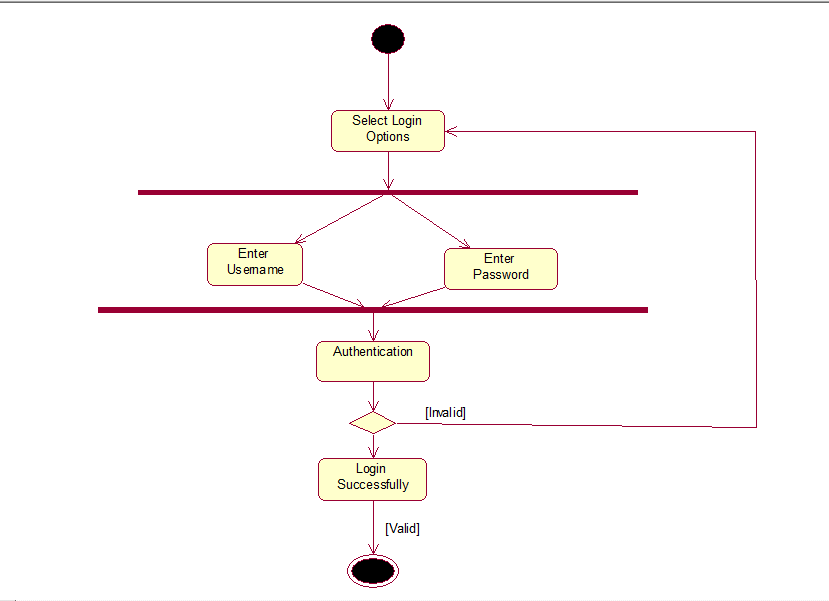 Select Login
Options
Enter
Username
Enter
Password
Authentication
[Invalid]
Login
Successfully
[Valid]